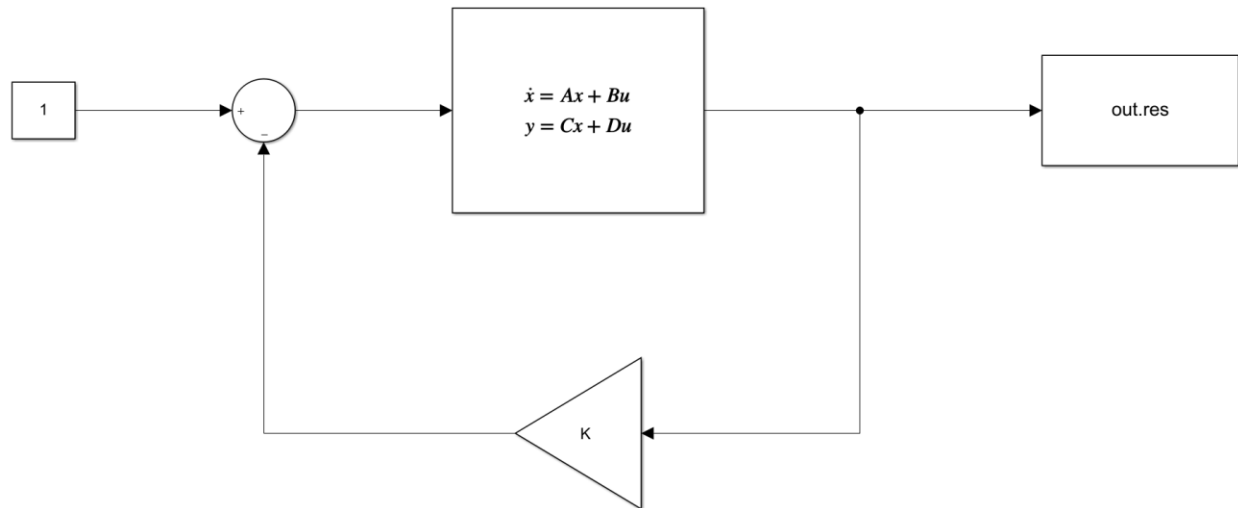 1
+
−
ẋ = Ax + Bu
y = Cx + Du
out.res
K